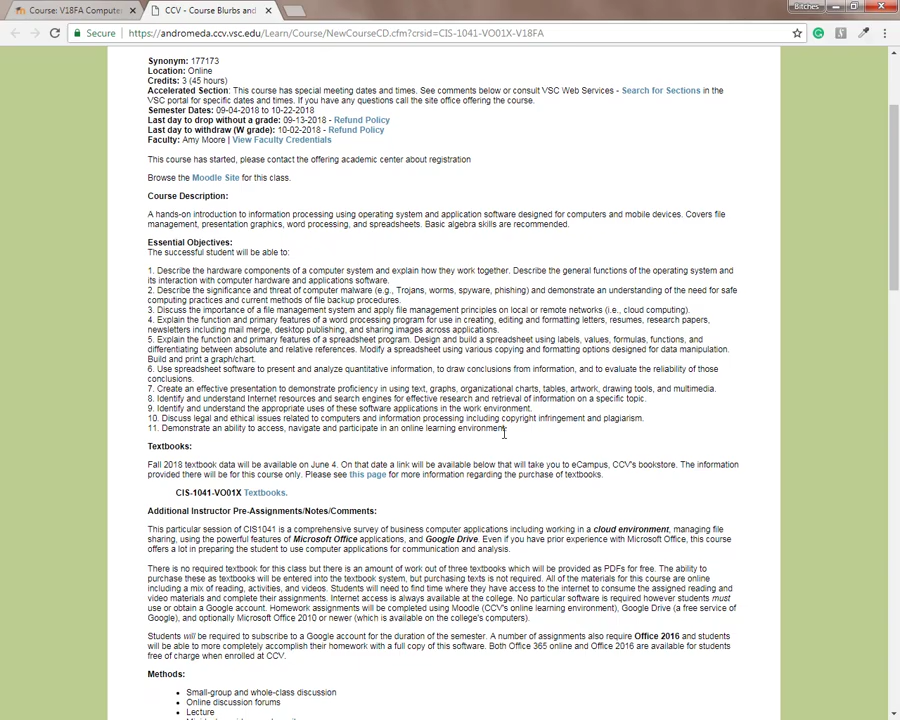 Course: V18FA Compute
CCV - Course Blurbs and
Bitches
Secure
https://andromeda.ccv.vsc.edu/Learn/Course/NewCourseCD.cfm?crsid=CIS-1041-VO01X-V18FA
Synonym: 177173
Location: Online
Credits: 3 (45 hours)
Accelerated Section: This course has special meeting dates and times. See comments below or consult VSC Web Services - Search for Sections in the
VSC portal for specific dates and times. If you have any questions call the site office offering the course.
Semester Dates: 09-04-2018 to 10-22-2018
Last day to drop without a grade: 09-13-2018 - Refund Policy
Last day to withdraw (W grade): 10-02-2018 - Refund Policy
Faculty: Amy Moore | View Faculty Credentials
This course has started, please contact the offering academic center about registration
Browse the Moodle Site for this class.
Course Description:
A hands-on introduction to information processing using operating system and application software designed for computers and mobile devices. Covers file
management, presentation graphics, word processing, and spreadsheets. Basic algebra skills are recommended.
Essential Objectives:
The successful student will be able to:
1. Describe the hardware components of a computer system and explain how they work together. Describe the general functions of the operating system and
its interaction with computer hardware and applications software.
2. Describe the significance and threat of computer malware (e.g., Trojans, worms, spyware, phishing) and demonstrate an understanding of the need for safe
computing practices and current methods of file backup procedures.
3. Discuss the importance of a file management system and apply file management principles on local or remote networks (i.e., cloud computing).
4. Explain the function and primary features of a word processing program for use in creating, editing and formatting letters, resumes, research papers,
newsletters including mail merge, desktop publishing, and sharing images across applications.
5. Explain the function and primary features of a spreadsheet program. Design and build a spreadsheet using labels, values, formulas, functions, and
differentiating between absolute and relative references. Modify a spreadsheet using various copying and formatting options designed for data manipulation.
Build and print a graph/chart.
6. Use spreadsheet software to present and analyze quantitative information, to draw conclusions from information, and to evaluate the reliability of those
conclusions.
7. Create an effective presentation to demonstrate proficiency in using text, graphs, organizational charts, tables, artwork, drawing tools, and multimedia.
8. Identify and understand Internet resources and search engines for effective research and retrieval of information on a specific topic.
9. Identify and understand the appropriate uses of these software applications in the work environment.
10. Discuss legal and ethical issues related to computers and information processing including copyright infringement and plagiarism.
11. Demonstrate an ability to access, navigate and participate in an online learning environment.
Textbooks:
Fall 2018 textbook data will be available on June 4. On that date a link will be available below that will take you to eCampus, CCV's bookstore. The information
provided there will be for this course only. Please see this page for more information regarding the purchase of textbooks.
CIS-1041-VO01X Textbooks.
Additional Instructor Pre-Assignments/Notes/Comments:
This particular session of CIS1041 is a comprehensive survey of business computer applications including working in a cloud environment, managing file
sharing, using the powerful features of Microsoft Office applications, and Google Drive. Even if you have prior experience with Microsoft Office, this course
offers a lot in preparing the student to use computer applications for communication and analysis.
There is no required textbook for this class but there is an amount of work out of three textbooks which will be provided as PDFs for free. The ability to
purchase these as textbooks will be entered into the textbook system, but purchasing texts is not required. All of the materials for this course are online
including a mix of reading, activities, and videos. Students will need to find time where they have access to the internet to consume the assigned reading and
video materials and complete their assignments. Internet access is always available at the college. No particular software is required however students must
use or obtain a Google account. Homework assignments will be completed using Moodle (CCV's online learning environment), Google Drive (a free service of
Google), and optionally Microsoft Office 2010 or newer (which is available on the college's computers).
Students will be required to subscribe to a Google account for the duration of the semester. A number of assignments also require Office 2016 and students
will be able to more completely accomplish their homework with a full copy of this software. Both Office 365 online and Office 2016 are available for students
free of charge when enrolled at CCV.
Methods:
Small-group and whole-class discussion
Online discussion forums
Lecture